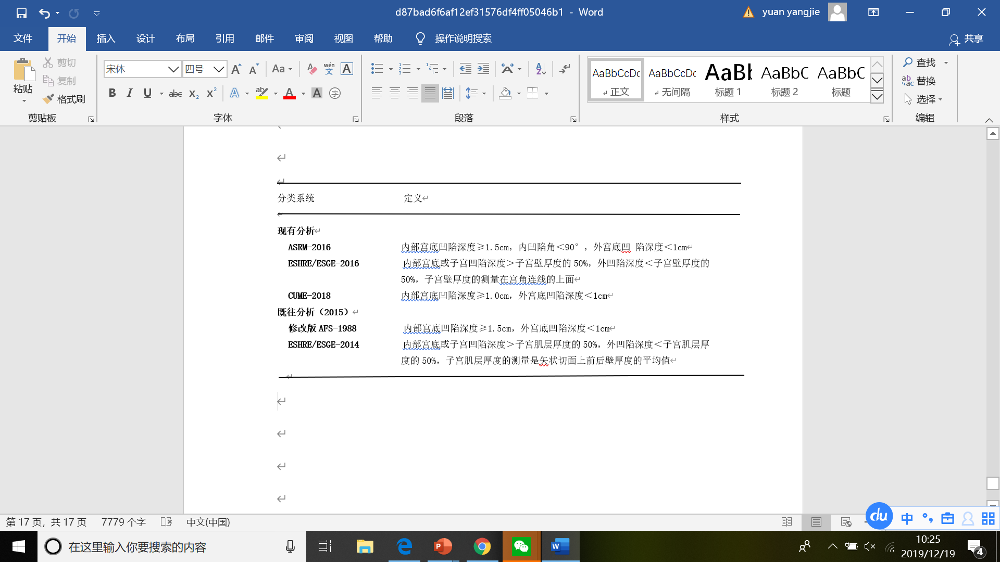 d87bad6f6af12ef31576df4ff05046b1 - Word
yuan yangjie
文件 开始 插入 设计 布局 引用 邮件 审阅 视图 帮助 操作说明搜索 共享
粘贴 剪切 复制 格式刷
宋体 四号
Aa wén 文 A
B I U abc X₂ X² A ab A A 字
AaBbCcDc AaBbCcDc AaBb AaBbC AaBbC
正文 无间隔 标题 1 标题 2 标题
查找
替换
选择
剪贴板 字体 段落 样式 编辑
分类系统 定义
现有分析
ASRM-2016 内部宫底凹陷深度≥1.5cm，内凹陷角＜90°，外宫底凹 陷深度＜1cm
ESHRE/ESGE-2016 内部宫底或子宫凹陷深度＞子宫壁厚度的 50%，外凹陷深度＜子宫壁厚度的
50%，子宫壁厚度的测量在宫角连线的上面
CUME-2018 内部宫底凹陷深度≥1.0cm，外宫底凹陷深度＜1cm
既往分析（2015）
修改版 AFS-1988 内部宫底凹陷深度≥1.5cm，外宫底凹陷深度＜1cm
ESHRE/ESGE-2014 内部宫底或子宫凹陷深度＞子宫肌层厚度的 50%，外凹陷深度＜子宫肌层厚
度的 50%，子宫肌层厚度的测量是矢状切面上前后壁厚度的平均值
第 17 页，共 17 页 7779 个字 中文(中国)
du 中
在这里输入你要搜索的内容
10:25
2019/12/19
4